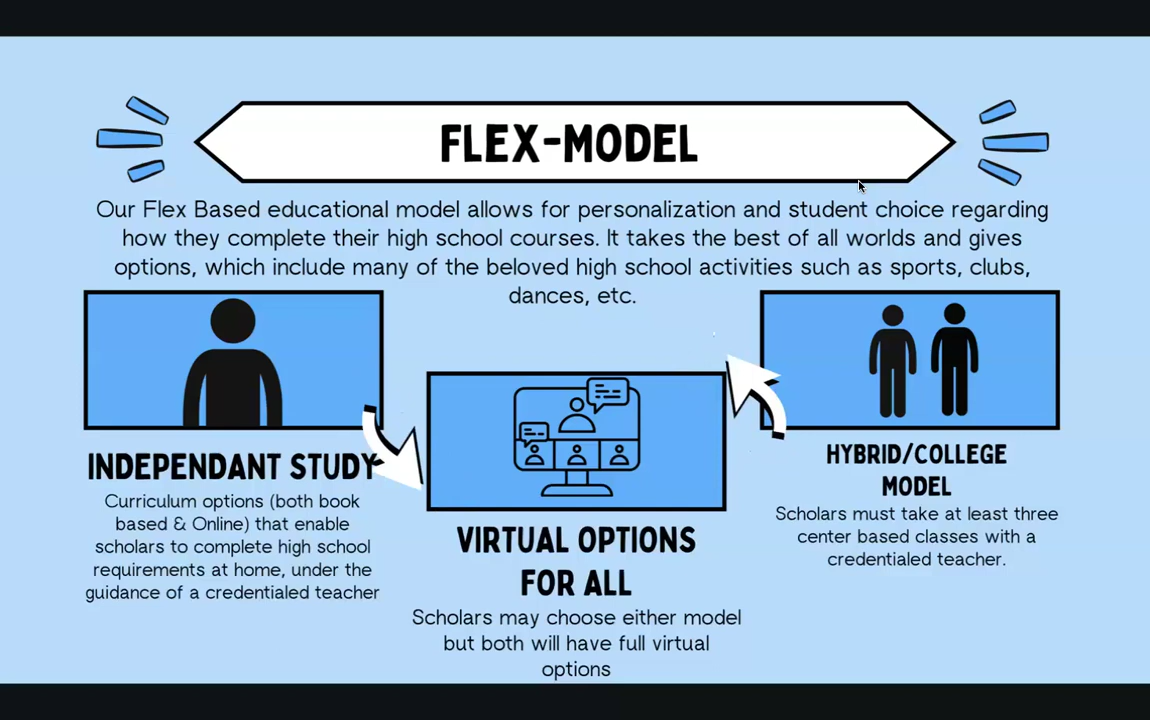 FLEX-MODEL
Our Flex Based educational model allows for personalization and student choice regarding
how they complete their high school courses. It takes the best of all worlds and gives
options, which include many of the beloved high school activities such as sports, clubs,
dances, etc.
INDEPENDANT STUDY
Curriculum options (both book
based & Online) that enable
scholars to complete high school
requirements at home, under the
guidance of a credentialed teacher
VIRTUAL OPTIONS
FOR ALL
Scholars may choose either model
but both will have full virtual
options
HYBRID/COLLEGE
MODEL
Scholars must take at least three
center based classes with a
credentialed teacher.